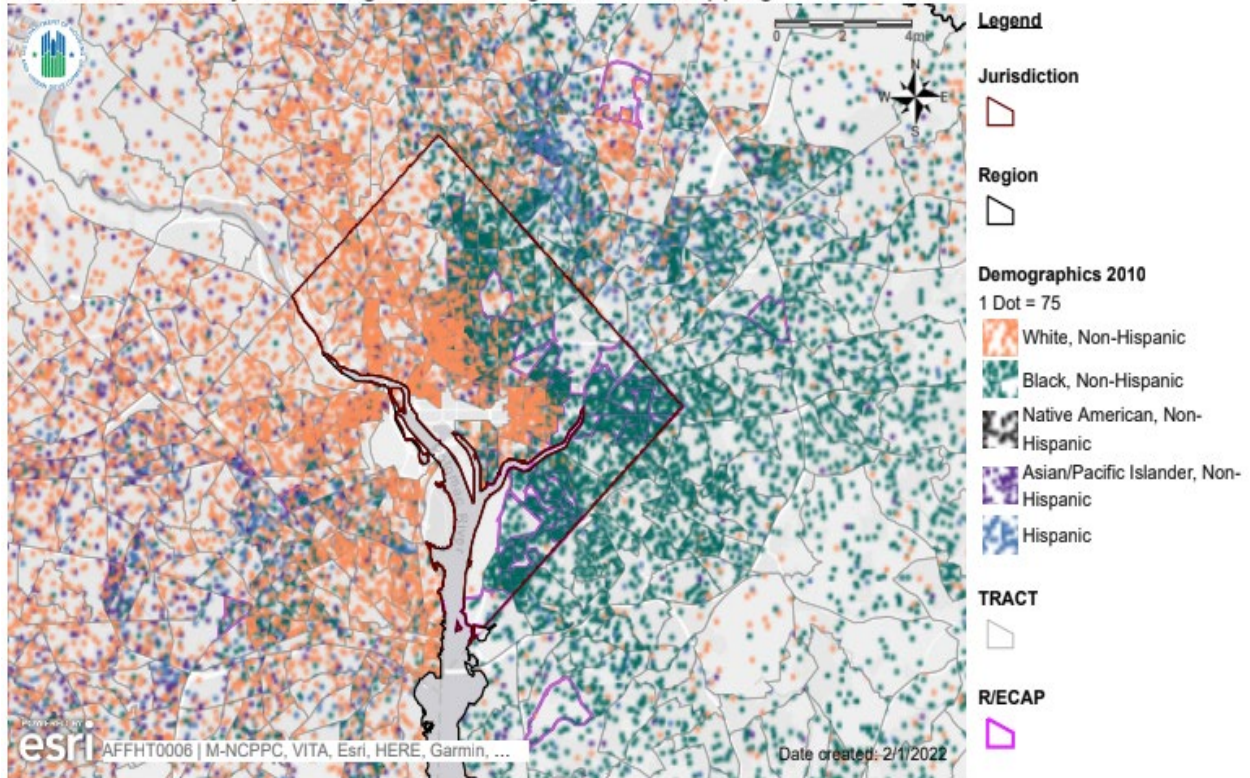 0 2 4mi
N
W E
S
POWERED BY
esri
AFFHT0006 | M-NCPPC, VITA, Esri, HERE, Garmin, ...
Date created: 2/1/2022
Legend
Jurisdiction
Region
Demographics 2010
1 Dot = 75
White, Non-Hispanic
Black, Non-Hispanic
Native American, Non-
Hispanic
Asian/Pacific Islander, Non-
Hispanic
Hispanic
TRACT
R/ECAP